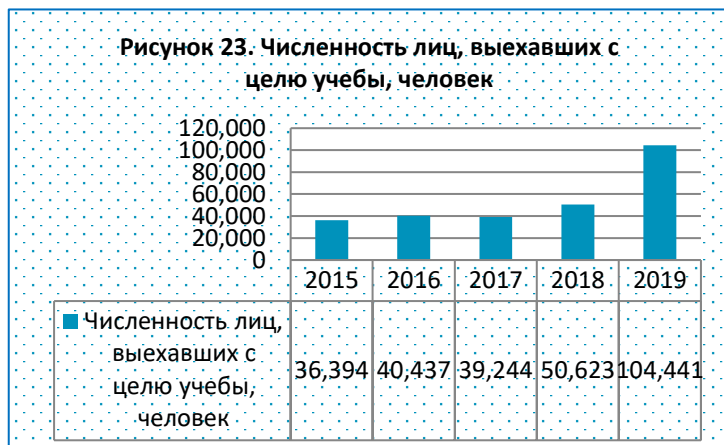 Рисунок 23. Численность лиц, выехавших с
целю учебы, человек
120,000
100,000
80,000
60,000
40,000
20,000
0
2015 2016 2017 2018 2019
Численность лиц,
выехавших с
целю учебы,
человек
36,394 40,437 39,244 50,623 104,441